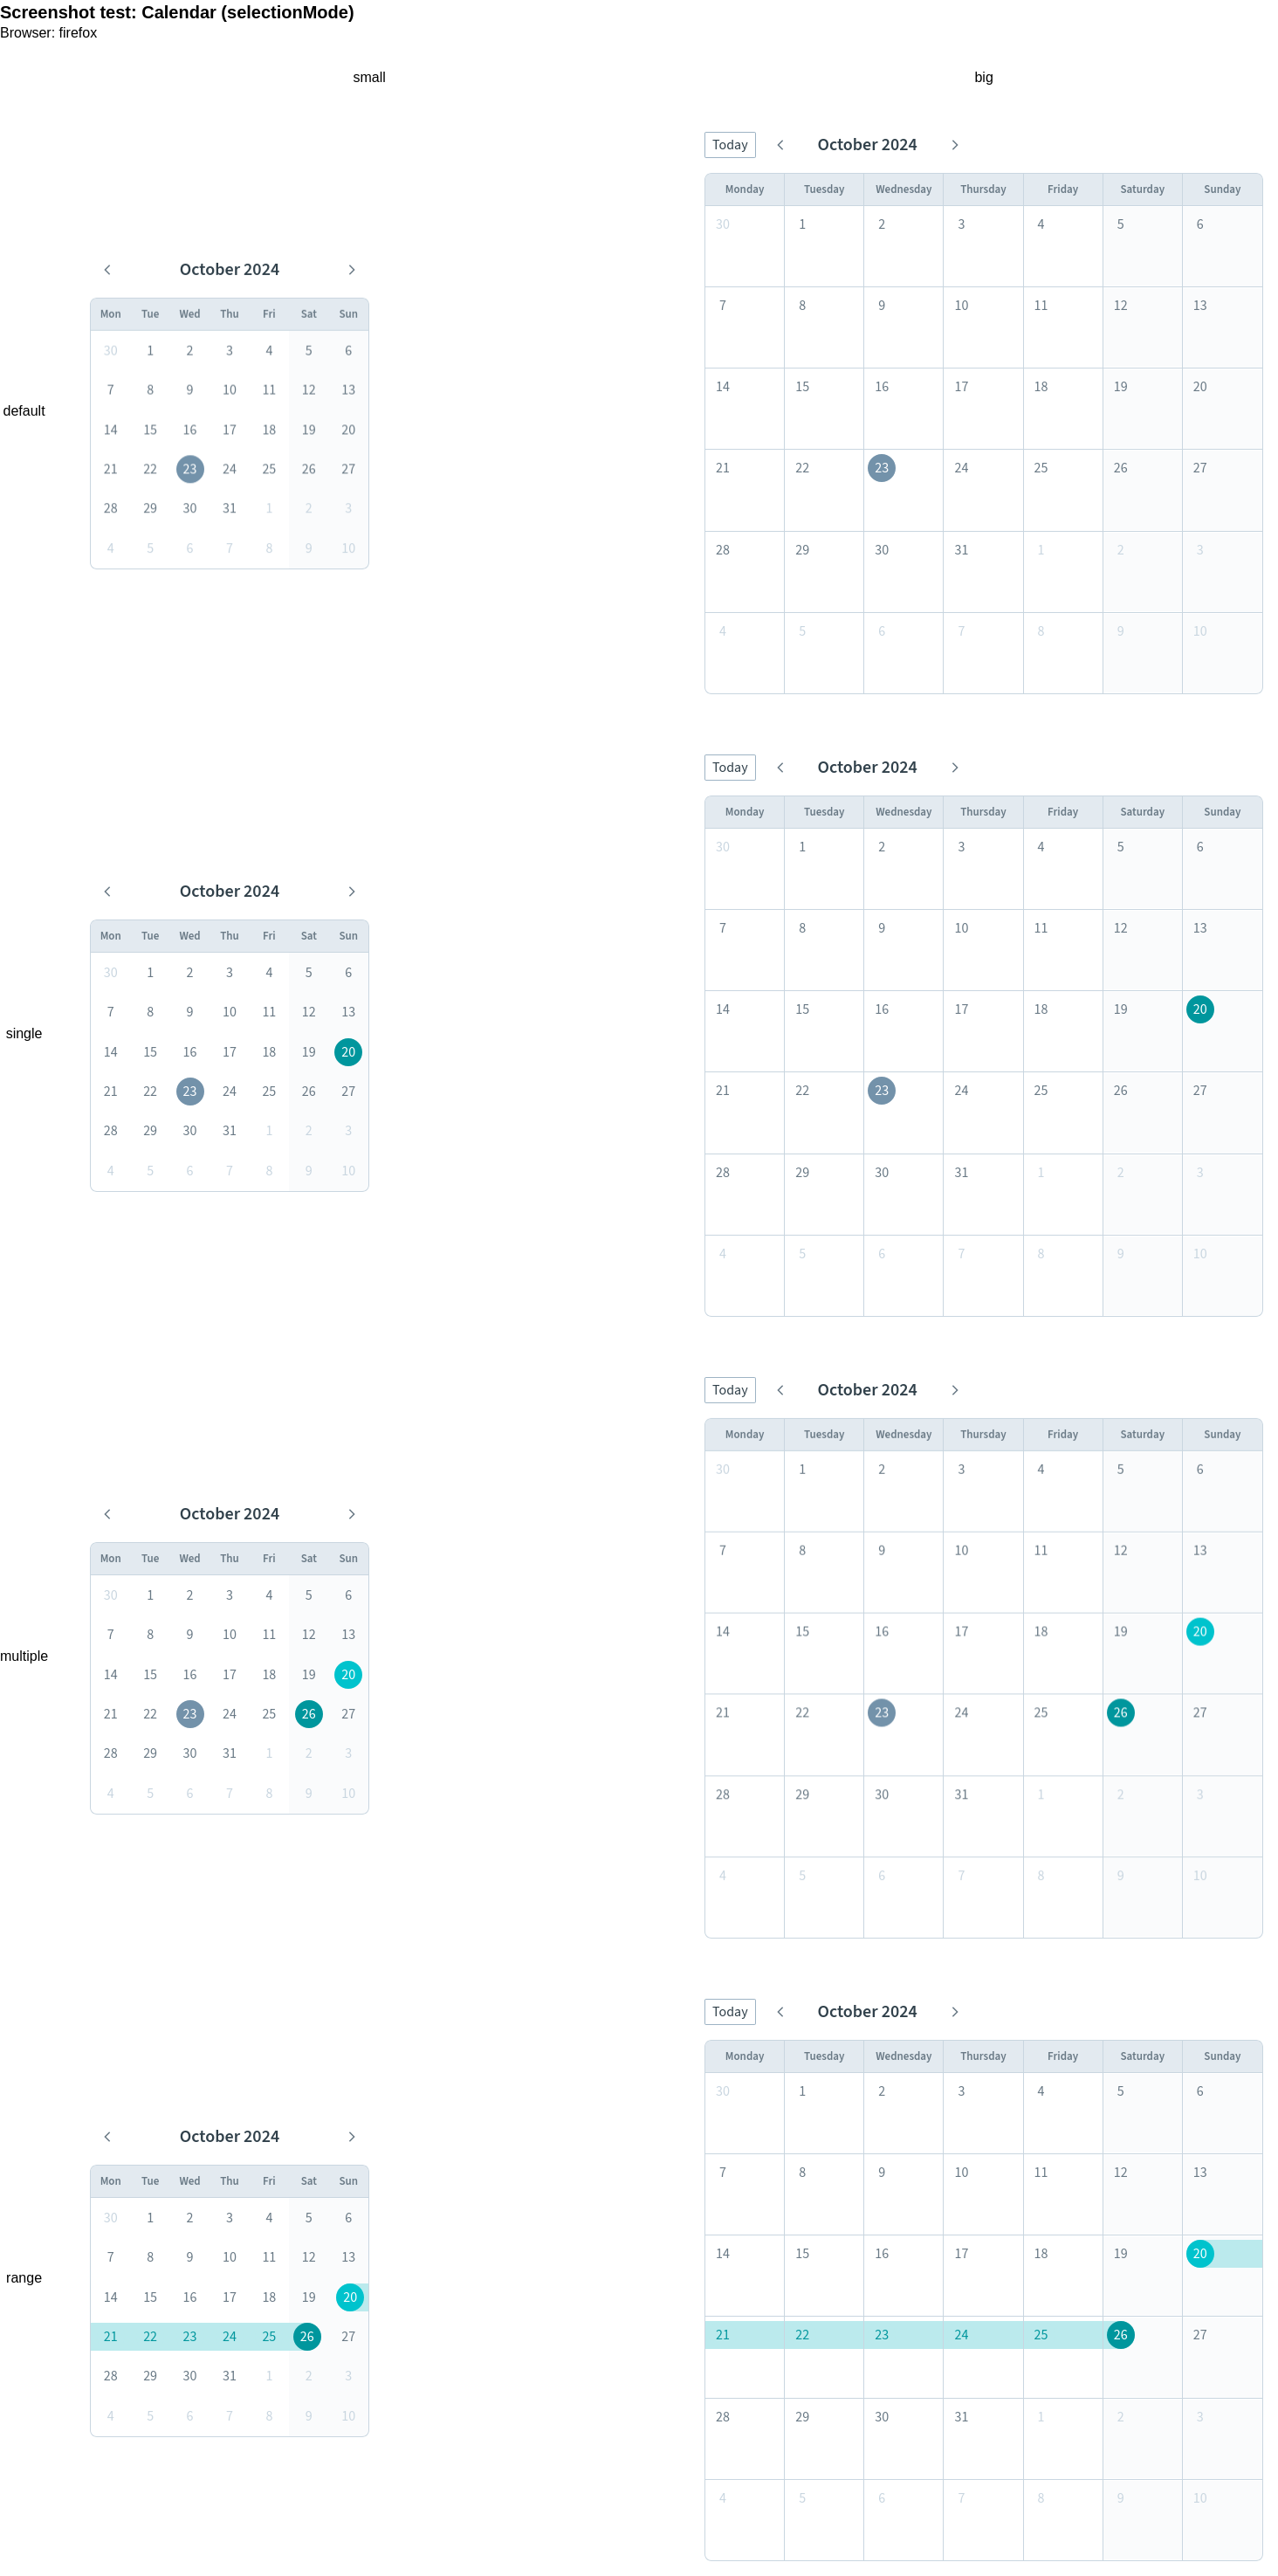 Screenshot test: Calendar (selectionMode)
Browser: firefox
small big
default
October 2024
Mon Tue Wed Thu Fri Sat Sun
30 1 2 3 4 5 6
7 8 9 10 11 12 13
14 15 16 17 18 19 20
21 22 23 24 25 26 27
28 29 30 31 1 2 3
4 5 6 7 8 9 10
Today October 2024
Monday Tuesday Wednesday Thursday Friday Saturday Sunday
30 1 2 3 4 5 6
7 8 9 10 11 12 13
14 15 16 17 18 19 20
21 22 23 24 25 26 27
28 29 30 31 1 2 3
4 5 6 7 8 9 10
single
October 2024
Mon Tue Wed Thu Fri Sat Sun
30 1 2 3 4 5 6
7 8 9 10 11 12 13
14 15 16 17 18 19 20
21 22 23 24 25 26 27
28 29 30 31 1 2 3
4 5 6 7 8 9 10
Today October 2024
Monday Tuesday Wednesday Thursday Friday Saturday Sunday
30 1 2 3 4 5 6
7 8 9 10 11 12 13
14 15 16 17 18 19 20
21 22 23 24 25 26 27
28 29 30 31 1 2 3
4 5 6 7 8 9 10
multiple
October 2024
Mon Tue Wed Thu Fri Sat Sun
30 1 2 3 4 5 6
7 8 9 10 11 12 13
14 15 16 17 18 19 20
21 22 23 24 25 26 27
28 29 30 31 1 2 3
4 5 6 7 8 9 10
Today October 2024
Monday Tuesday Wednesday Thursday Friday Saturday Sunday
30 1 2 3 4 5 6
7 8 9 10 11 12 13
14 15 16 17 18 19 20
21 22 23 24 25 26 27
28 29 30 31 1 2 3
4 5 6 7 8 9 10
range
October 2024
Mon Tue Wed Thu Fri Sat Sun
30 1 2 3 4 5 6
7 8 9 10 11 12 13
14 15 16 17 18 19 20
21 22 23 24 25 26 27
28 29 30 31 1 2 3
4 5 6 7 8 9 10
Today October 2024
Monday Tuesday Wednesday Thursday Friday Saturday Sunday
30 1 2 3 4 5 6
7 8 9 10 11 12 13
14 15 16 17 18 19 20
21 22 23 24 25 26 27
28 29 30 31 1 2 3
4 5 6 7 8 9 10